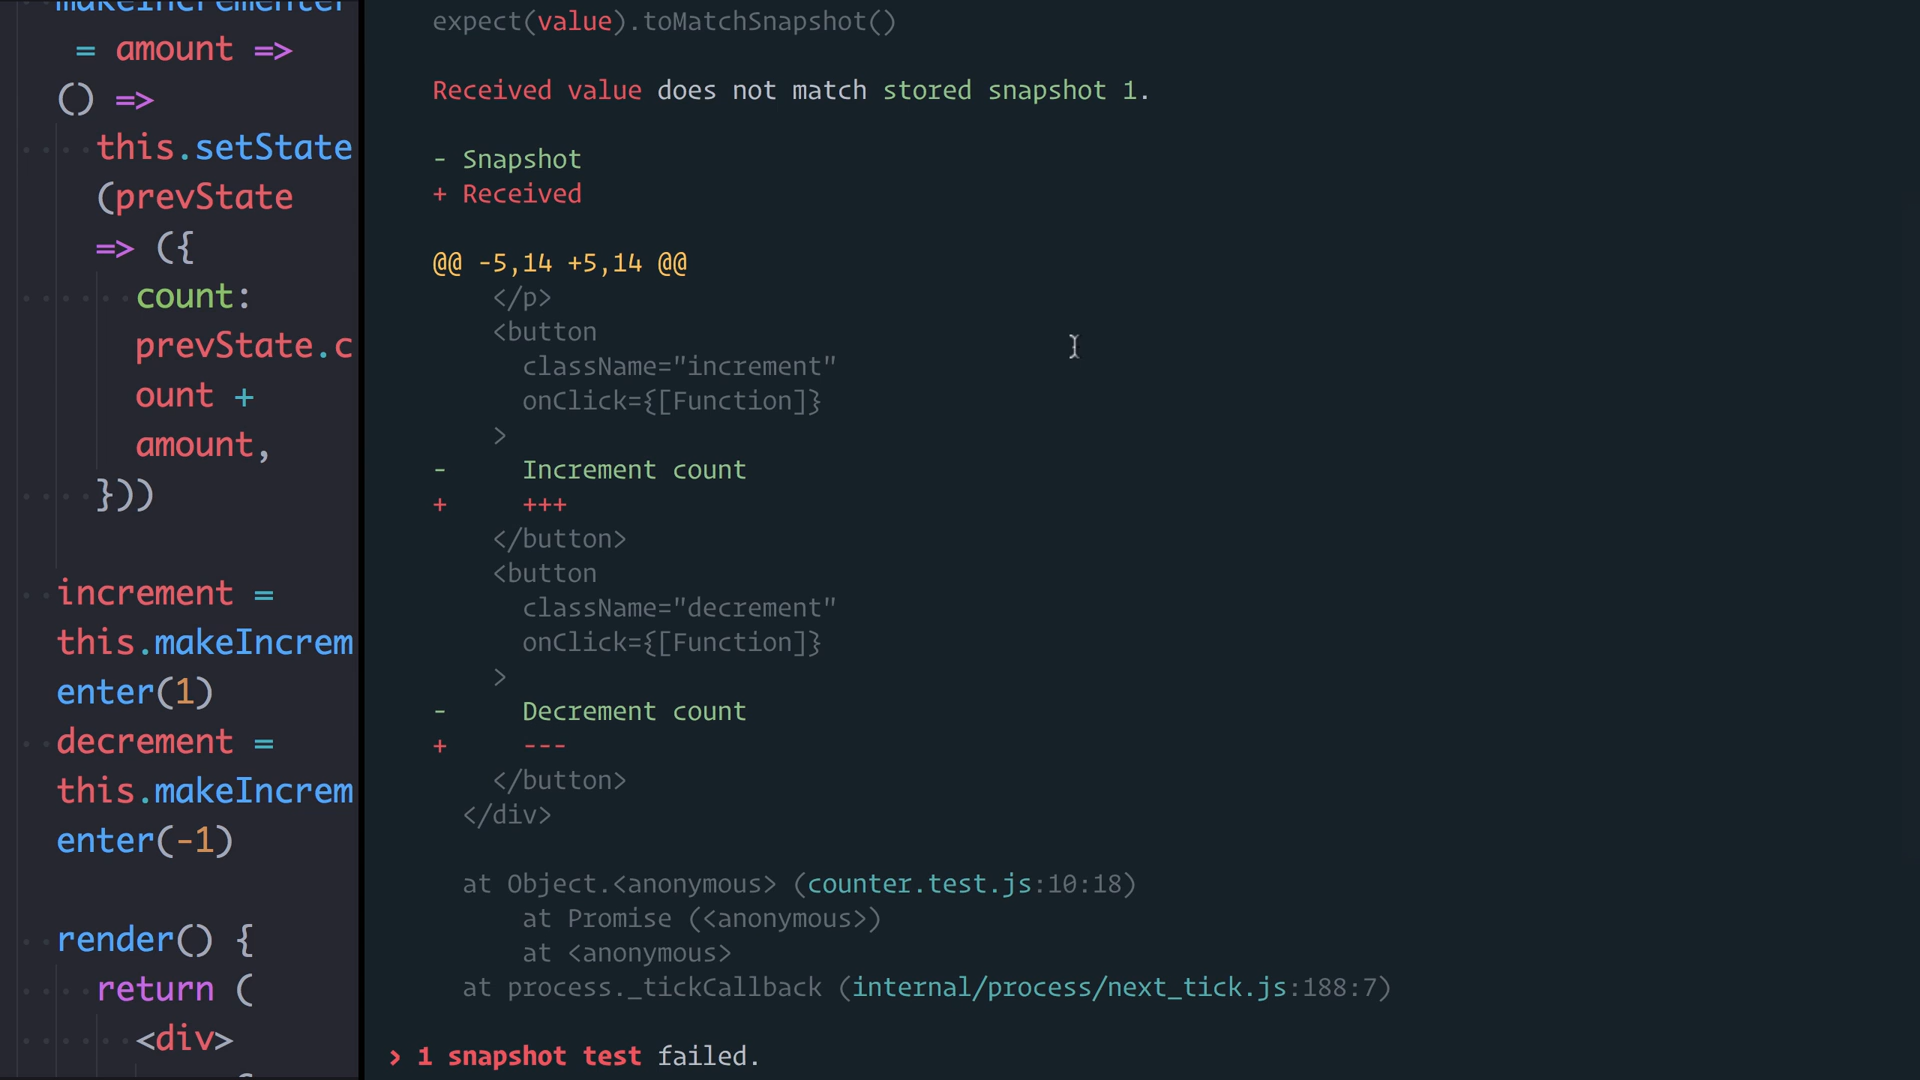 makeIncrementer
= amount =>
() =>
this.setState
(prevState
=> ({
count:
prevState.c
ount +
amount,
}))
increment =
this.makeIncrem
enter(1)
decrement =
this.makeIncrem
enter(-1)
render() {
return (
<div>
expect(value).toMatchSnapshot()
Received value does not match stored snapshot 1.
- Snapshot
+ Received
@@ -5,14 +5,14 @@
</p>
<button
className="increment"
onClick={[Function]}
>
- Increment count
+ +++
</button>
<button
className="decrement"
onClick={[Function]}
>
- Decrement count
+ ---
</button>
</div>
at Object.<anonymous> (counter.test.js:10:18)
at Promise (<anonymous>)
at <anonymous>
at process._tickCallback (internal/process/next_tick.js:188:7)
› 1 snapshot test failed.